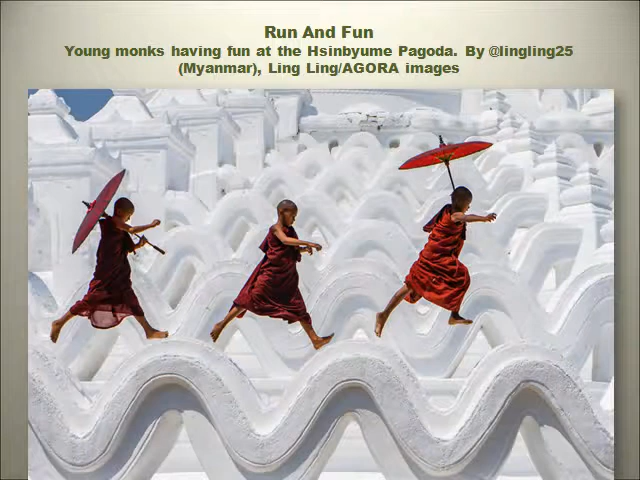 Run And Fun
Young monks having fun at the Hsinbyume Pagoda. By @lingling25
(Myanmar), Ling Ling/AGORA images